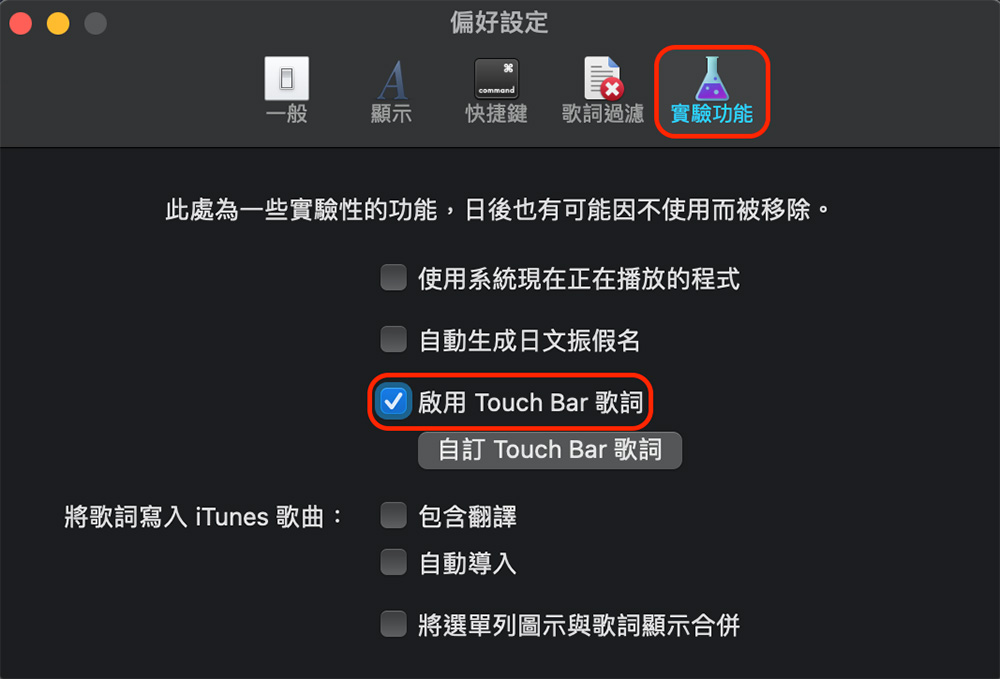 偏好設定
⌘
command
一般
顯示
快捷鍵
歌詞過濾
實驗功能
此處為一些實驗性的功能，日後也有可能因不使用而被移除。
使用系統現在正在播放的程式
自動生成日文振假名
啟用 Touch Bar 歌詞
自訂 Touch Bar 歌詞
將歌詞寫入 iTunes 歌曲： 包含翻譯
自動導入
將選單列圖示與歌詞顯示合併